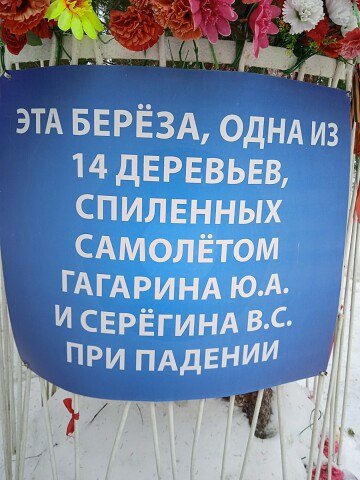 ЭТА БЕРЁЗА, ОДНА ИЗ
14 ДЕРЕВЬЕВ,
СПИЛЕННЫХ
САМОЛЁТОМ
ГАГАРИНА Ю.А.
И СЕРЁГИНА В.С.
ПРИ ПАДЕНИИ